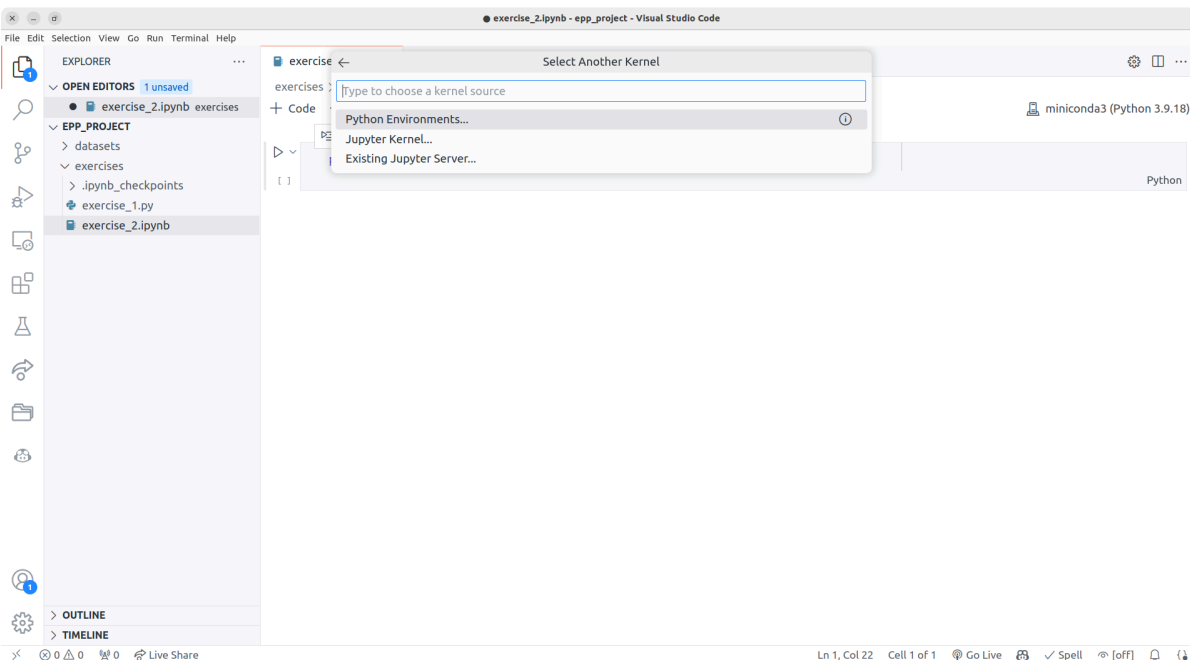 exercise_2.ipynb - epp_project - Visual Studio Code
File Edit Selection View Go Run Terminal Help
EXPLORER
OPEN EDITORS 1 unsaved
exercise_2.ipynb exercises
EPP_PROJECT
datasets
exercises
.ipynb_checkpoints
exercise_1.py
exercise_2.ipynb
OUTLINE
TIMELINE
1
1
exercise
exercises
Code
Select Another Kernel
Type to choose a kernel source
Python Environments...
Jupyter Kernel...
Existing Jupyter Server...
miniconda3 (Python 3.9.18)
[ ]
Python
0 0 0 Live Share
Ln 1, Col 22 Cell 1 of 1 Go Live Spell [off]